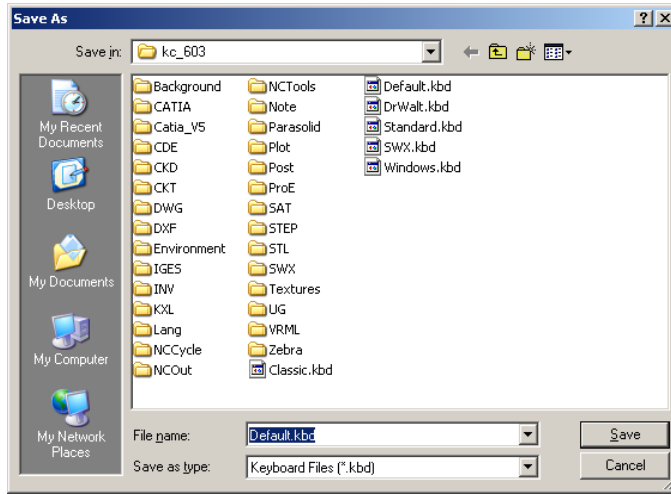 Save As
Save in: kc_603
My Recent
Documents
Desktop
My Documents
My Computer
My Network
Places
Background
CATIA
Catia_V5
CDE
CKD
CKT
DWG
DXF
Environment
IGES
INV
KXL
Lang
NCCycle
NCOut
NCTools
Note
Parasolid
Plot
Post
ProE
SAT
STEP
STL
SWX
Textures
UG
VRML
Zebra
Classic.kbd
Default.kbd
DrWalt.kbd
Standard.kbd
SWX.kbd
Windows.kbd
File name: Default.kbd Save
Save as type: Keyboard Files (*.kbd) Cancel